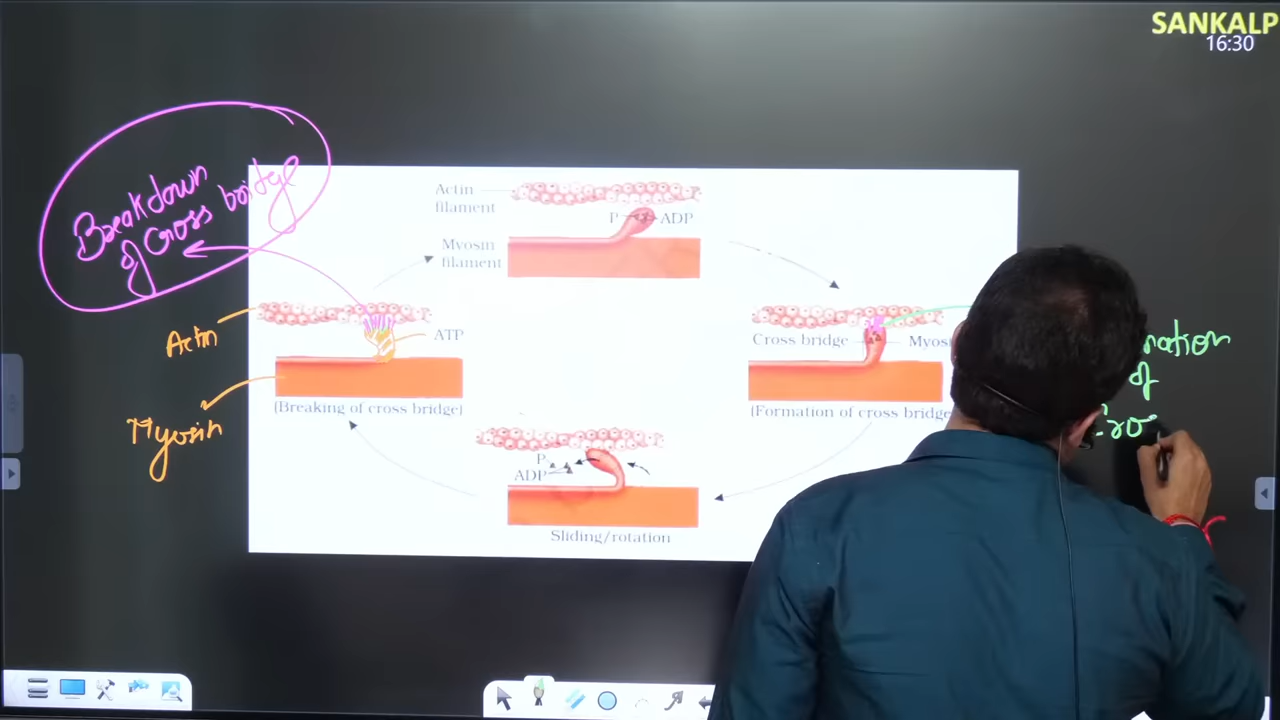 SANKALP
16:30
Breakdown
of Cross bridge
Actin
filament
P
ADP
Myosin
filament
Actin
ATP
Myosin
(Breaking of cross bridge)
Cross bridge
(Formation of cross bridge
of
P
ADP
Sliding/rotation